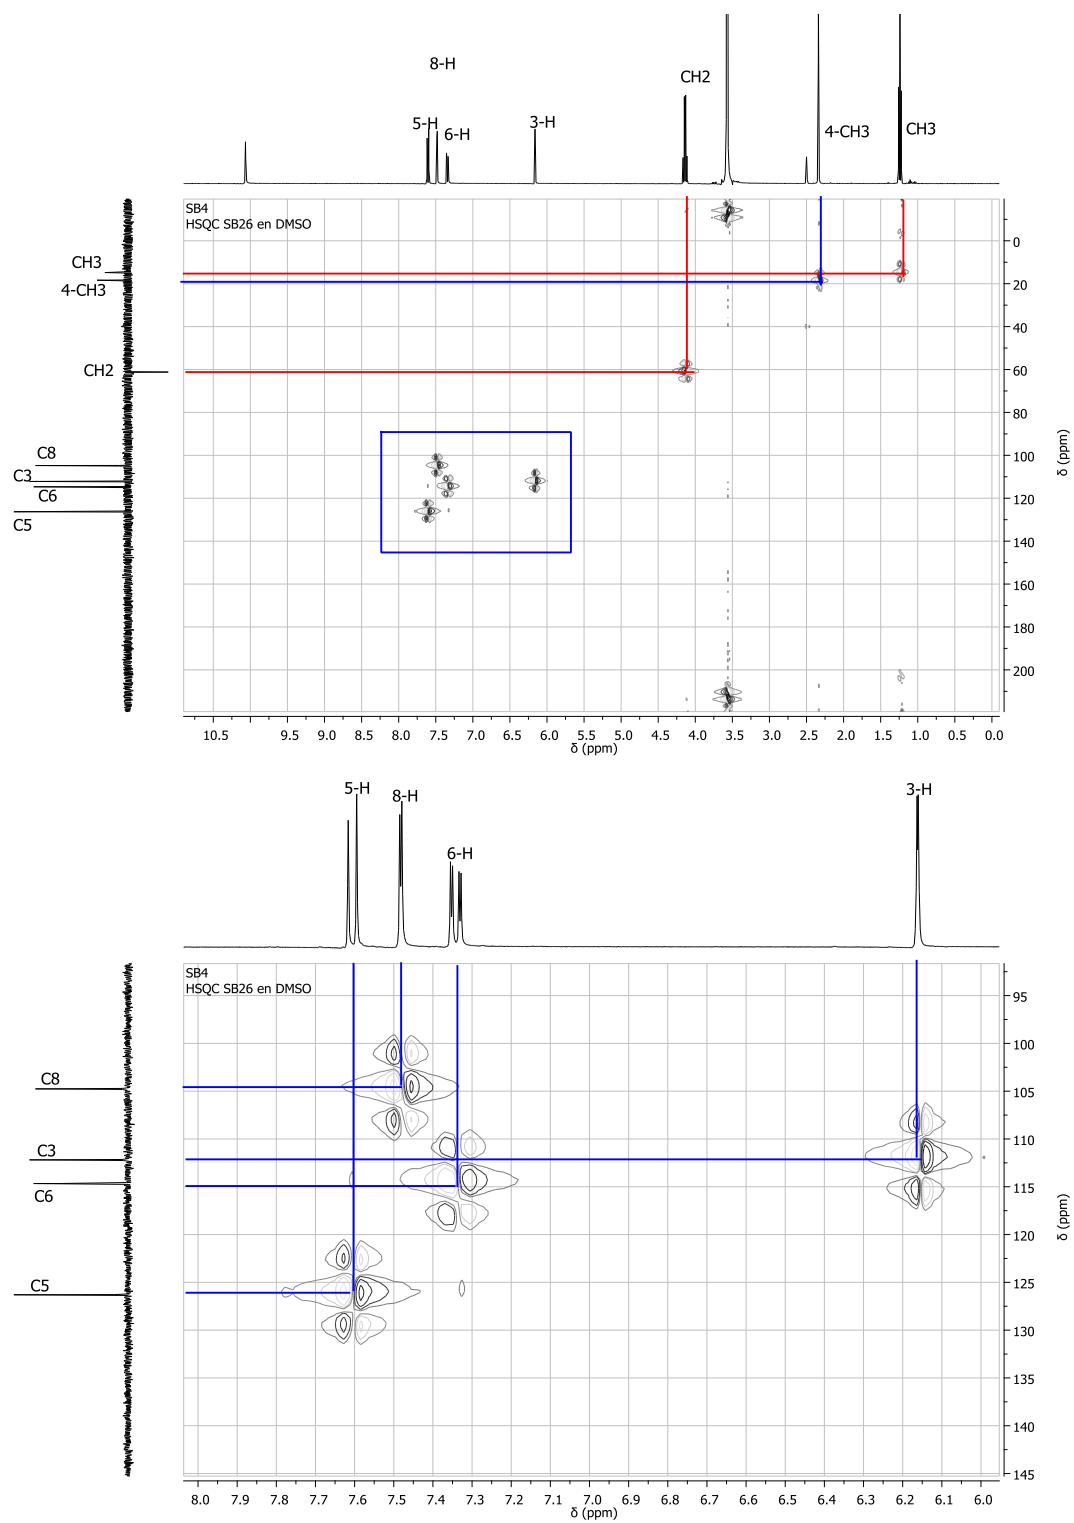 8-H
CH2
5-H
6-H
3-H
4-CH3
CH3
SB4
HSQC SB26 en DMSO
CH3
4-CH3
CH2
C8
C3
C6
C5
0
20
40
60
80
100
120
140
160
180
200
δ (ppm)
10.5 9.5 9.0 8.5 8.0 7.5 7.0 6.5 6.0 5.5 5.0 4.5 4.0 3.5 3.0 2.5 2.0 1.5 1.0 0.5 0.0
δ (ppm)
5-H
8-H
6-H
3-H
SB4
HSQC SB26 en DMSO
C8
C3
C6
C5
95
100
105
110
115
120
125
130
135
140
145
δ (ppm)
8.0 7.9 7.8 7.7 7.6 7.5 7.4 7.3 7.2 7.1 7.0 6.9 6.8 6.7 6.6 6.5 6.4 6.3 6.2 6.1 6.0
δ (ppm)